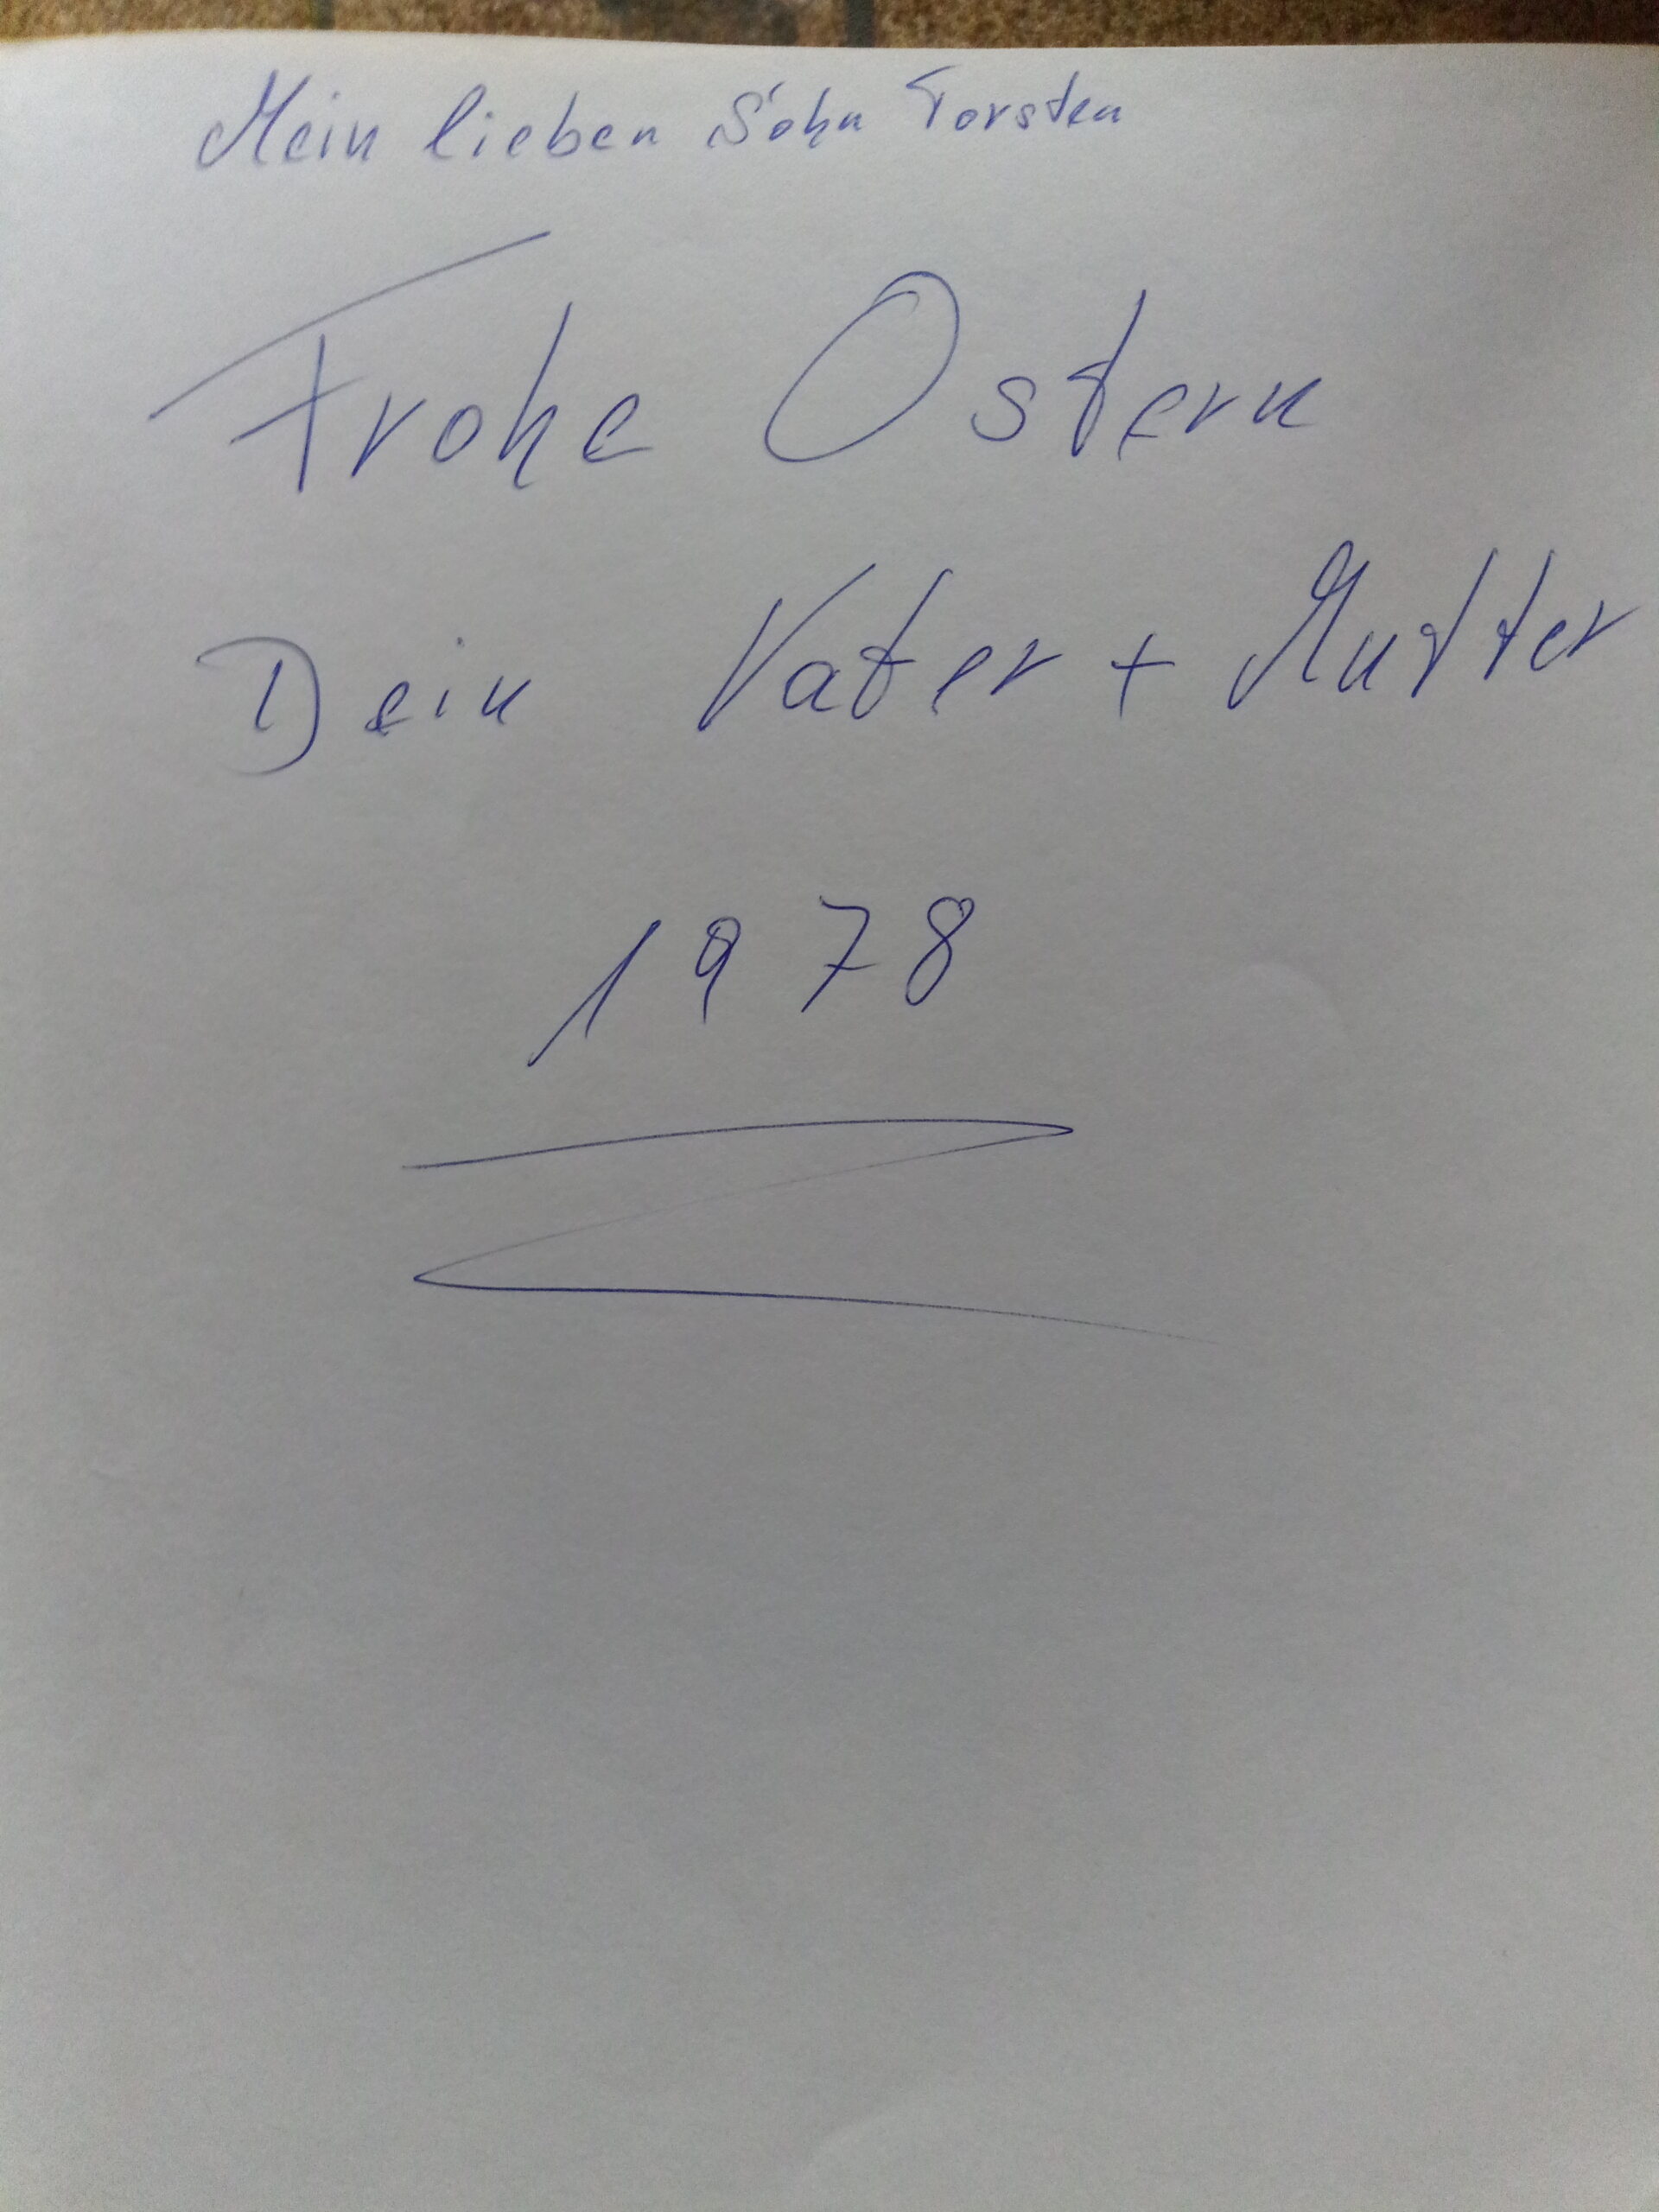 Mein lieben Sohn Torsten
Frohe Ostern
Dein Vater + Mutter
1978